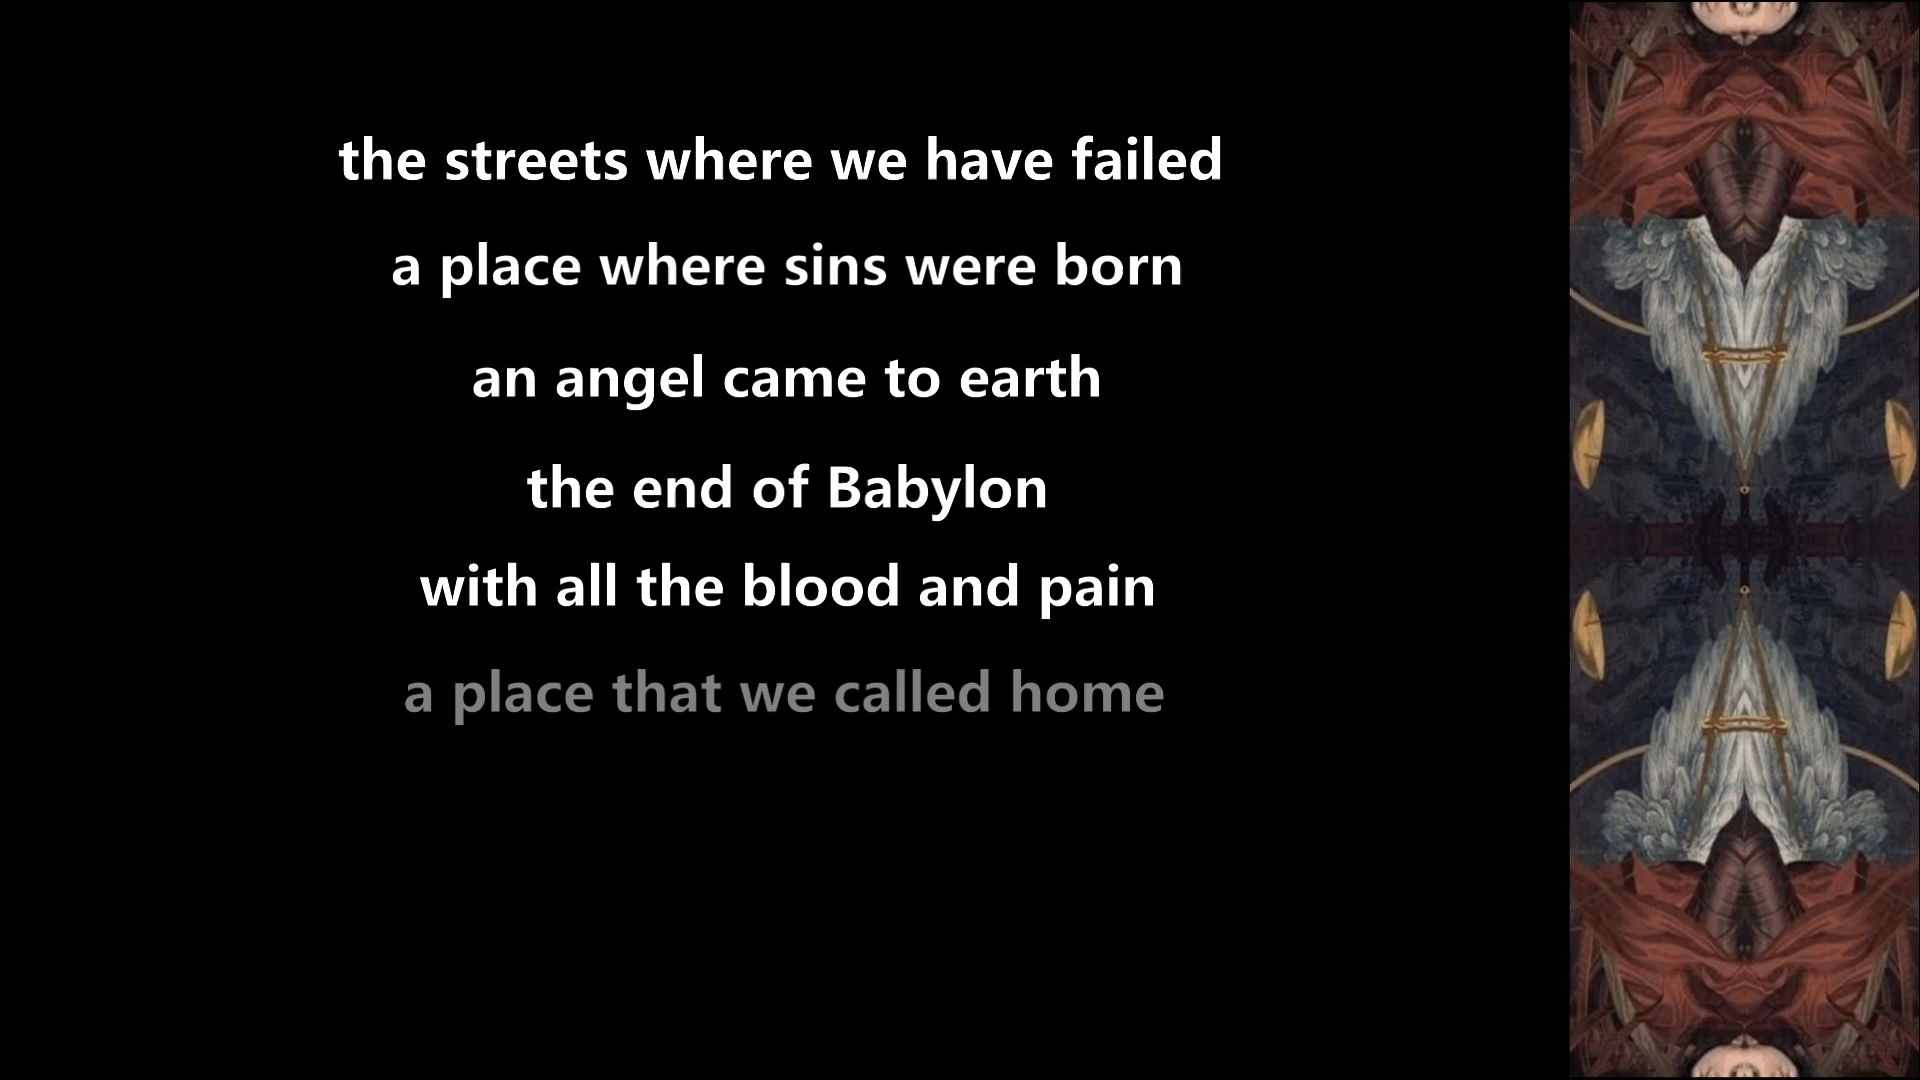 the streets where we have failed
a place where sins were born
an angel came to earth
the end of Babylon
with all the blood and pain
a place that we called home